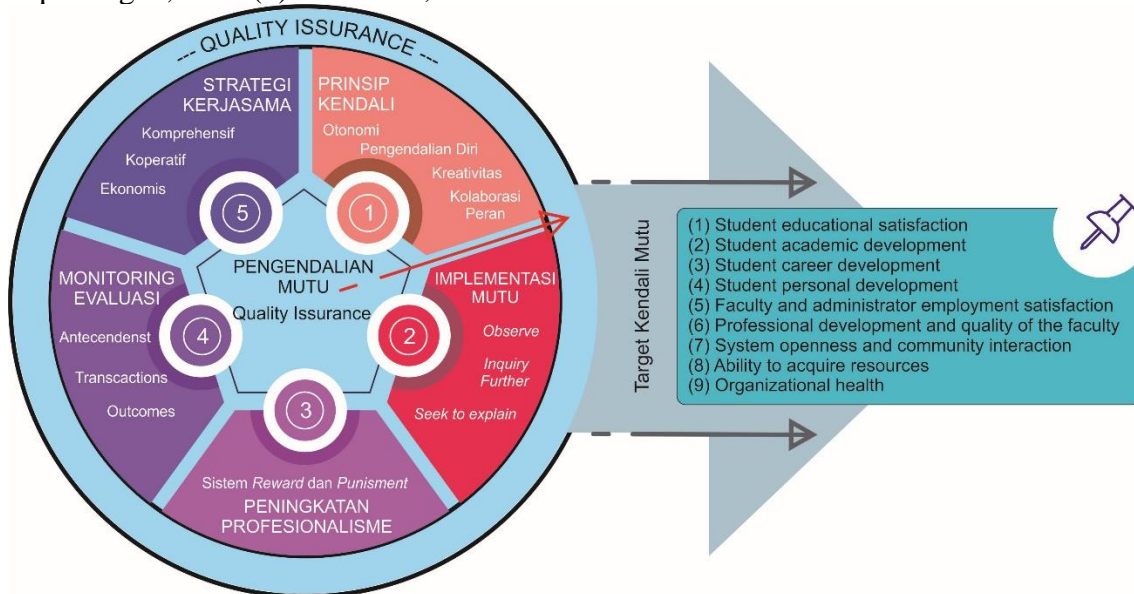 --- QUALITY ISSURANCE ---
STRATEGI
KERJASAMA
Komprehensif
Koperatif
Ekonomis
5
PRINSIP
KENDALI
Otonomi
Pengendalian Diri
Kreativitas
Kolaborasi
Peran
1
PENGENDALIAN
MUTU
Quality Issurance
IMPLEMENTASI
MUTU
Observe
Inquiry
Further
Seek to explain
2
MONITORING
EVALUASI
Antecendenst
Transcactions
Outcomes
4
3
Sistem Reward dan Punisment
PENINGKATAN
PROFESIONALISME
Target Kendali Mutu
(1) Student educational satisfaction
(2) Student academic development
(3) Student career development
(4) Student personal development
(5) Faculty and administrator employment satisfaction
(6) Professional development and quality of the faculty
(7) System openness and community interaction
(8) Ability to acquire resources
(9) Organizational health